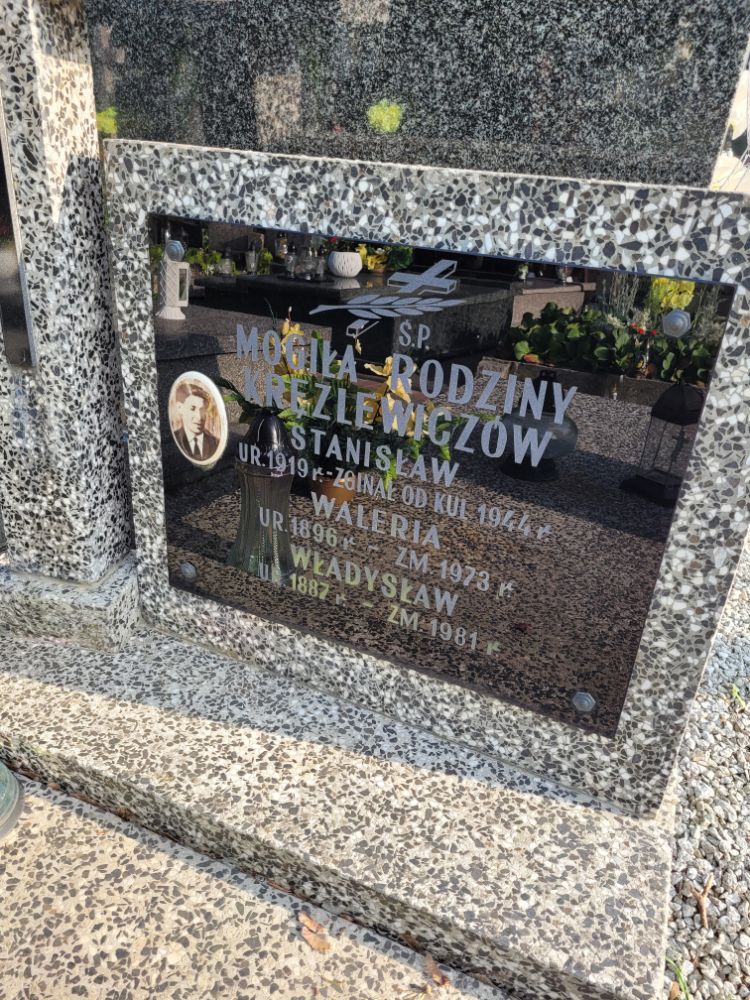 Ś.P.
MOGIŁA RODZINY
KRĘZLEWICZÓW
STANISŁAW
UR.1919 r.-ZGINAŁ OD KUL 1944 r.
WALERIA
UR.1896 r. - ZM.1973 r.
WŁADYSŁAW
UR.1887 r. - ZM.1981 r.